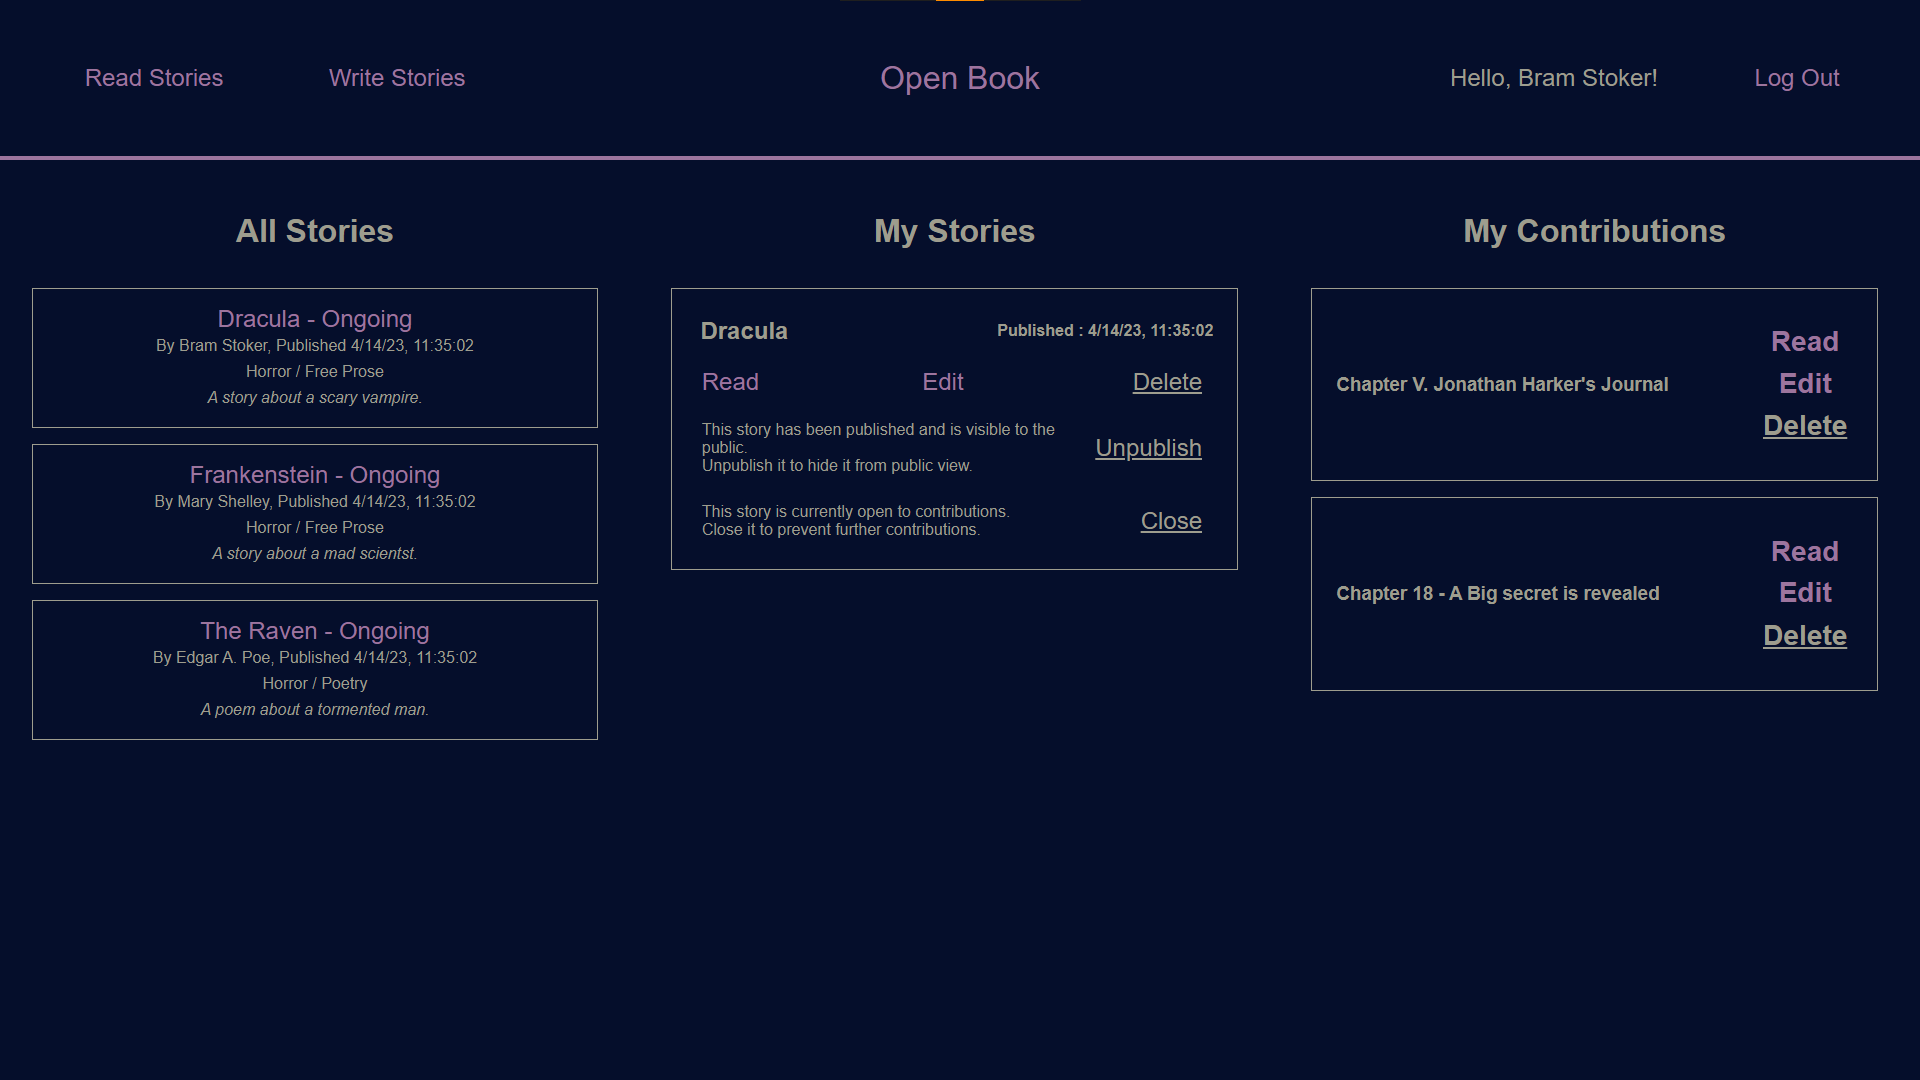 Read Stories
Write Stories
Open Book
Hello, Bram Stoker!
Log Out
All Stories
Dracula - Ongoing
By Bram Stoker, Published 4/14/23, 11:35:02
Horror / Free Prose
A story about a scary vampire.
Frankenstein - Ongoing
By Mary Shelley, Published 4/14/23, 11:35:02
Horror / Free Prose
A story about a mad scientst.
The Raven - Ongoing
By Edgar A. Poe, Published 4/14/23, 11:35:02
Horror / Poetry
A poem about a tormented man.
My Stories
Dracula
Published : 4/14/23, 11:35:02
Read
Edit
Delete
This story has been published and is visible to the
public.
Unpublish it to hide it from public view.
Unpublish
This story is currently open to contributions.
Close it to prevent further contributions.
Close
My Contributions
Chapter V. Jonathan Harker's Journal
Read
Edit
Delete
Chapter 18 - A Big secret is revealed
Read
Edit
Delete